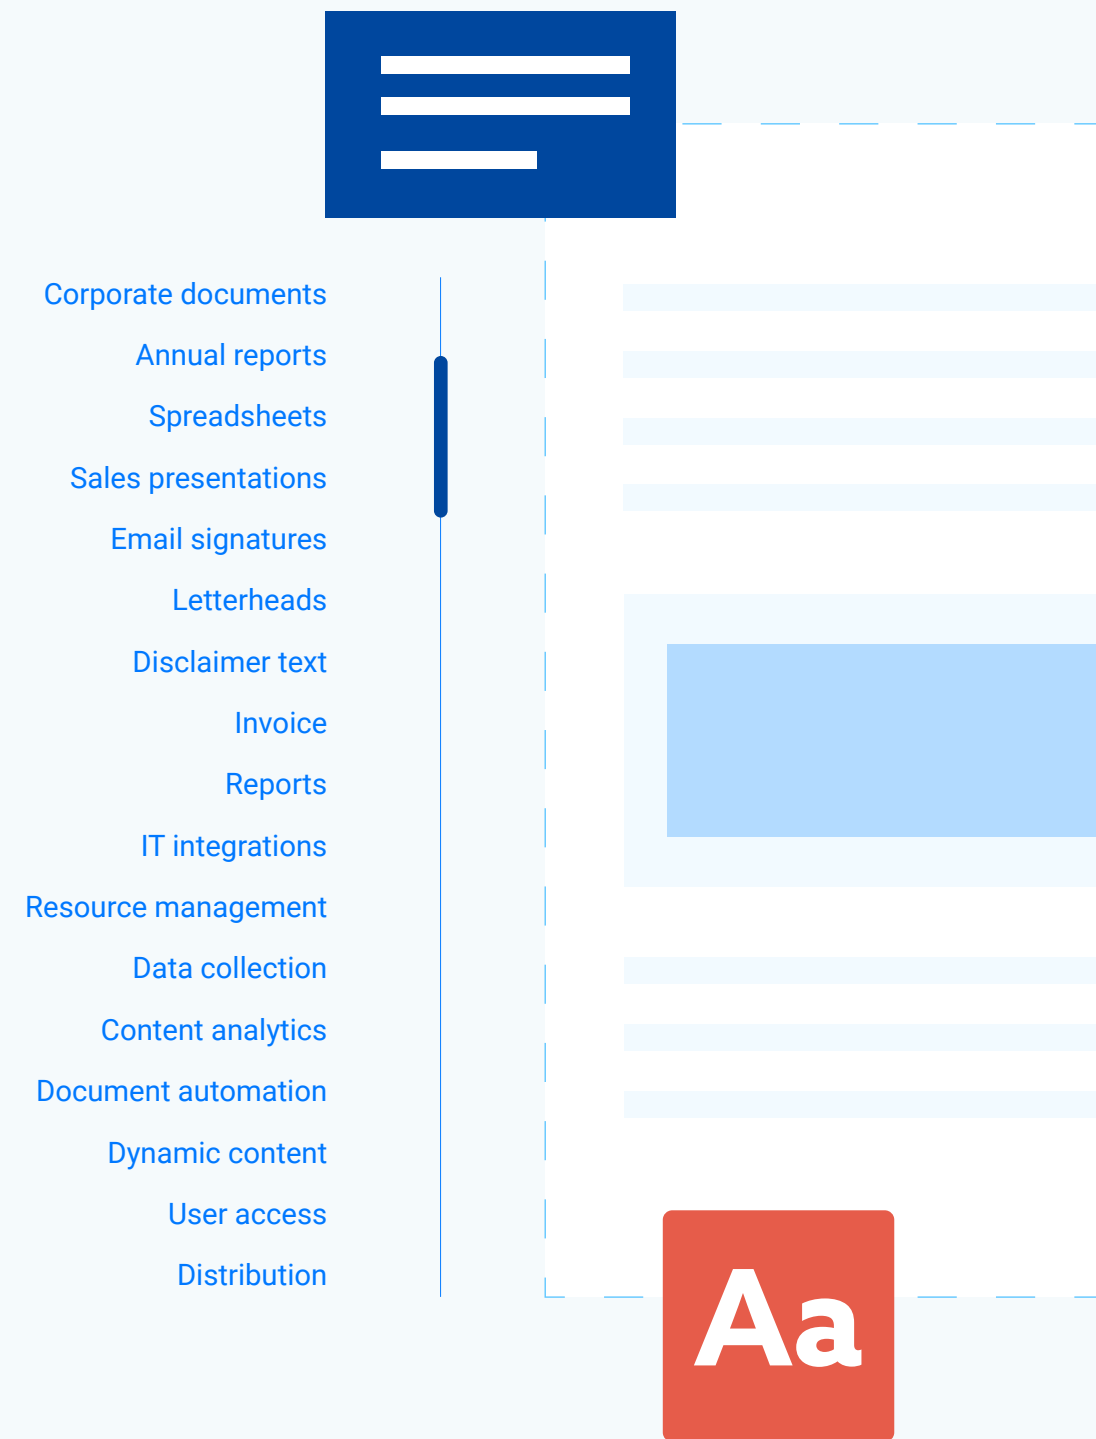 Corporate documents
Annual reports
Spreadsheets
Sales presentations
Email signatures
Letterheads
Disclaimer text
Invoice
Reports
IT integrations
Resource management
Data collection
Content analytics
Document automation
Dynamic content
User access
Distribution
Aa